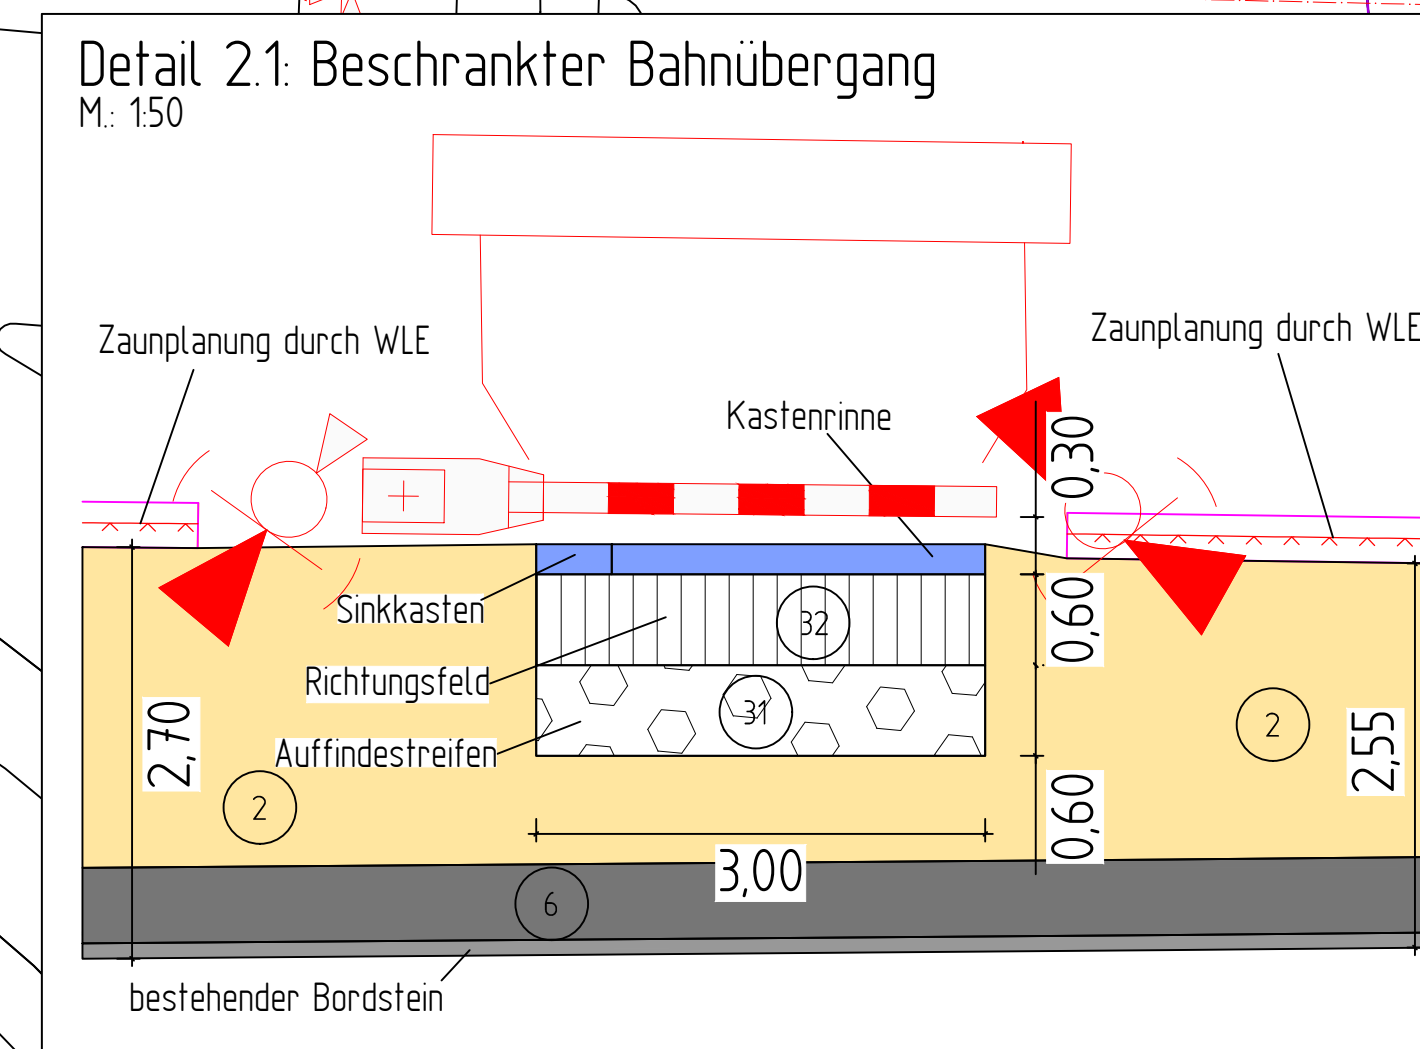 Detail 2.1: Beschrankter Bahnübergang
M.: 1:50
Zaunplanung durch WLE
Zaunplanung durch WLE
Kastenrinne
0,30
Sinkkasten
32
0,60
Richtungsfeld
31
2
2,70
Auffindestreifen
2,55
2
0,60
3,00
6
bestehender Bordstein